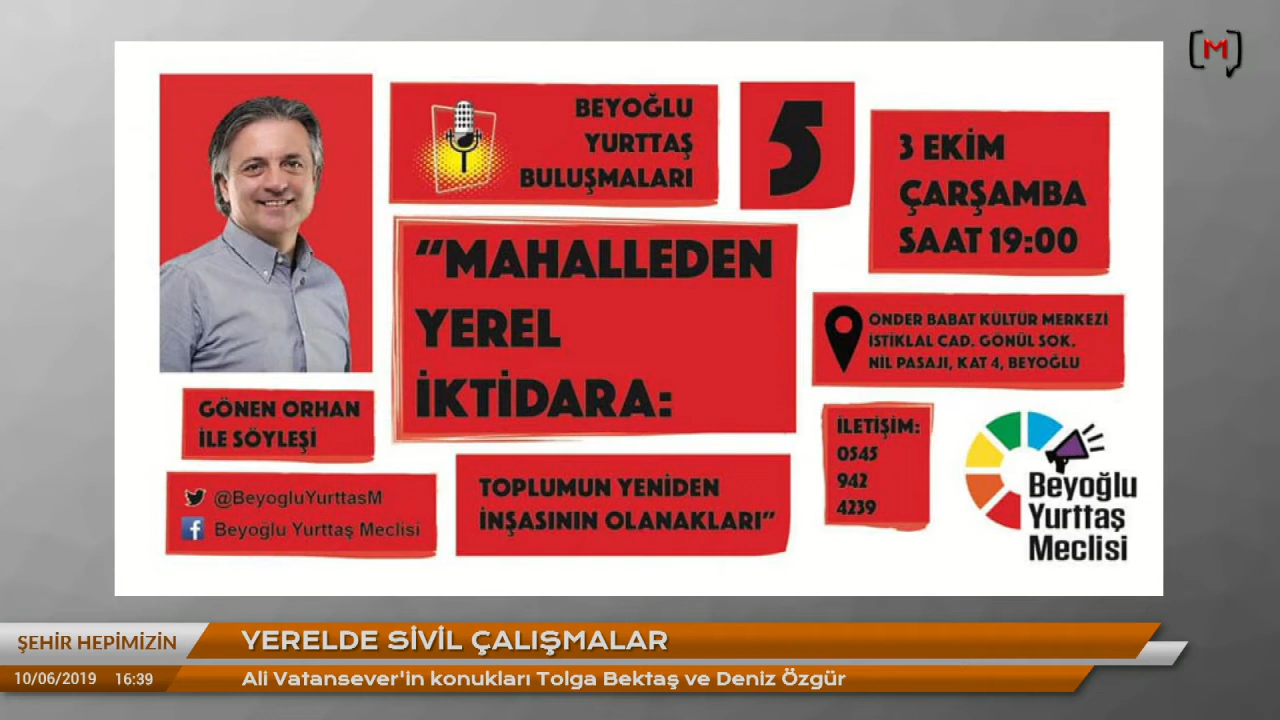 [M]
BEYOĞLU
YURTTAŞ
BULUŞMALARI
5
3 EKİM
ÇARŞAMBA
SAAT 19:00
"MAHALLEDEN
YEREL
İKTİDARA:
TOPLUMUN YENİDEN
İNŞASININ OLANAKLARI"
ONDER BABAT KÜLTÜR MERKEZİ
İSTİKLAL CAD. GÖNÜL SOK.
NIL PASAJI, KAT 4, BEYOĞLU
GÖNEN ORHAN
İLE SÖYLEŞİ
@BeyogluYurttasM
Beyoğlu Yurttaş Meclisi
İLETİŞİM:
0545
942
4239
Beyoğlu
Yurttaş
Meclisi
ŞEHİR HEPİMİZİN
YERELDE SİVİL ÇALIŞMALAR
10/06/2019 16:39
Ali Vatansever'in konukları Tolga Bektaş ve Deniz Özgür